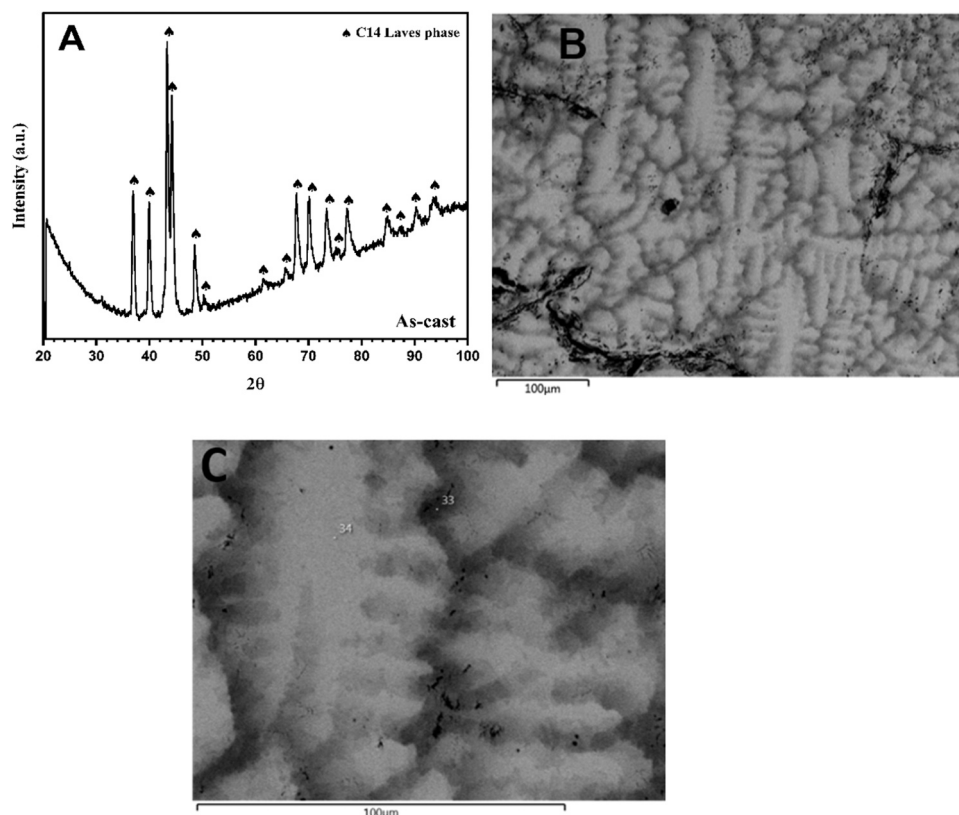 A
♠ C14 Laves phase
Intensity (a.u.)
As-cast
20 30 40 50 60 70 80 90 100
2θ
B
100μm
C
34
33
100μm